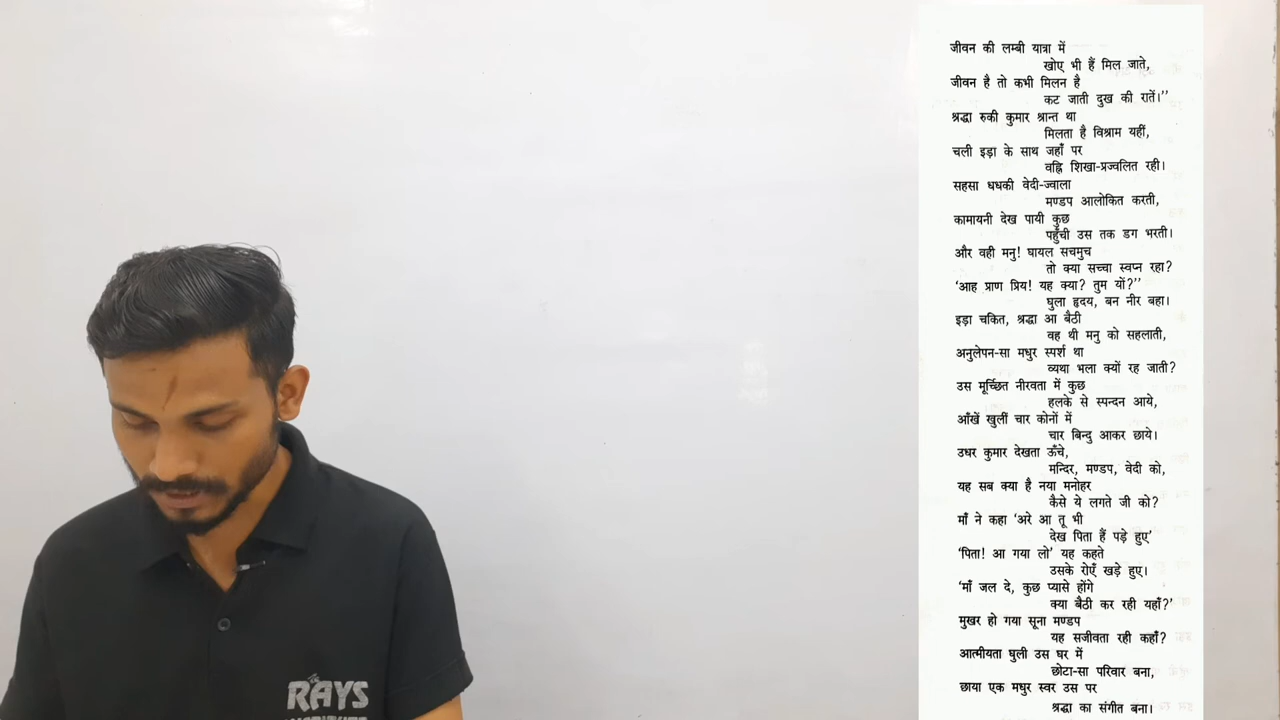 जीवन की लम्बी यात्रा में
खोए भी हैं मिल जाते,
जीवन है तो कभी मिलन है
कट जाती दुख की रातें।”
श्रद्धा रुकी कुमार श्रान्त था
मिलता है विश्राम यहीं,
चली इड़ा के साथ जहाँ पर
वह्नि शिखा-प्रज्वलित रही।
सहसा धधकी वेदी-ज्वाला
मण्डप आलोकित करती,
कामायनी देख पायी कुछ
पहुँची उस तक डग भरती।
और वही मनु! घायल सचमुच
तो क्या सच्चा स्वप्न रहा?
‘आह प्राण प्रिय! यह क्या? तुम यों?”
घुला हृदय, बन नीर बहा।
इड़ा चकित, श्रद्धा आ बैठी
वह थी मनु को सहलाती,
अनुलेपन-सा मधुर स्पर्श था
व्यथा भला क्यों रह जाती?
उस मूर्च्छित नीरवता में कुछ
हलके से स्पन्दन आये,
आँखें खुलीं चार कोनों में
चार बिन्दु आकर छाये।
उधर कुमार देखता ऊँचे,
मन्दिर, मण्डप, वेदी को,
यह सब क्या है नया मनोहर
कैसे ये लगते जी को?
माँ ने कहा ‘अरे आ तू भी
देख पिता हैं पड़े हुए’
‘पिता! आ गया लो’ यह कहते
उसके रोएँ खड़े हुए।
‘माँ जल दे, कुछ प्यासे होंगे
क्या बैठी कर रही यहाँ?’
मुखर हो गया सूना मण्डप
यह सजीवता रही कहाँ?
आत्मीयता घुली उस घर में
छोटा-सा परिवार बना,
छाया एक मधुर स्वर उस पर
श्रद्धा का संगीत बना।
RAYS